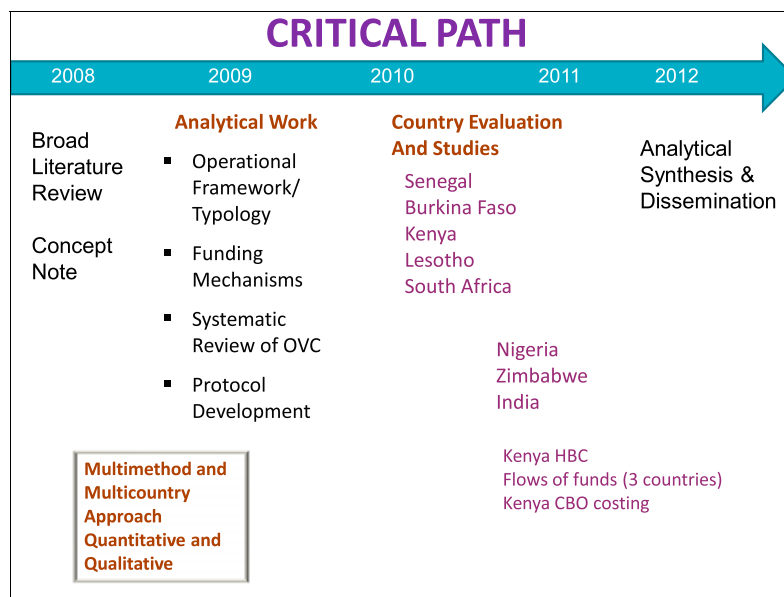 CRITICAL PATH
2008 2009 2010 2011 2012
Broad
Literature
Review
Concept
Note
Analytical Work
▪ Operational
Framework/
Typology
▪ Funding
Mechanisms
▪ Systematic
Review of OVC
▪ Protocol
Development
Country Evaluation
And Studies
Senegal
Burkina Faso
Kenya
Lesotho
South Africa
Nigeria
Zimbabwe
India
Kenya HBC
Flows of funds (3 countries)
Kenya CBO costing
Analytical
Synthesis &
Dissemination
Multimethod and
Multicountry
Approach
Quantitative and
Qualitative